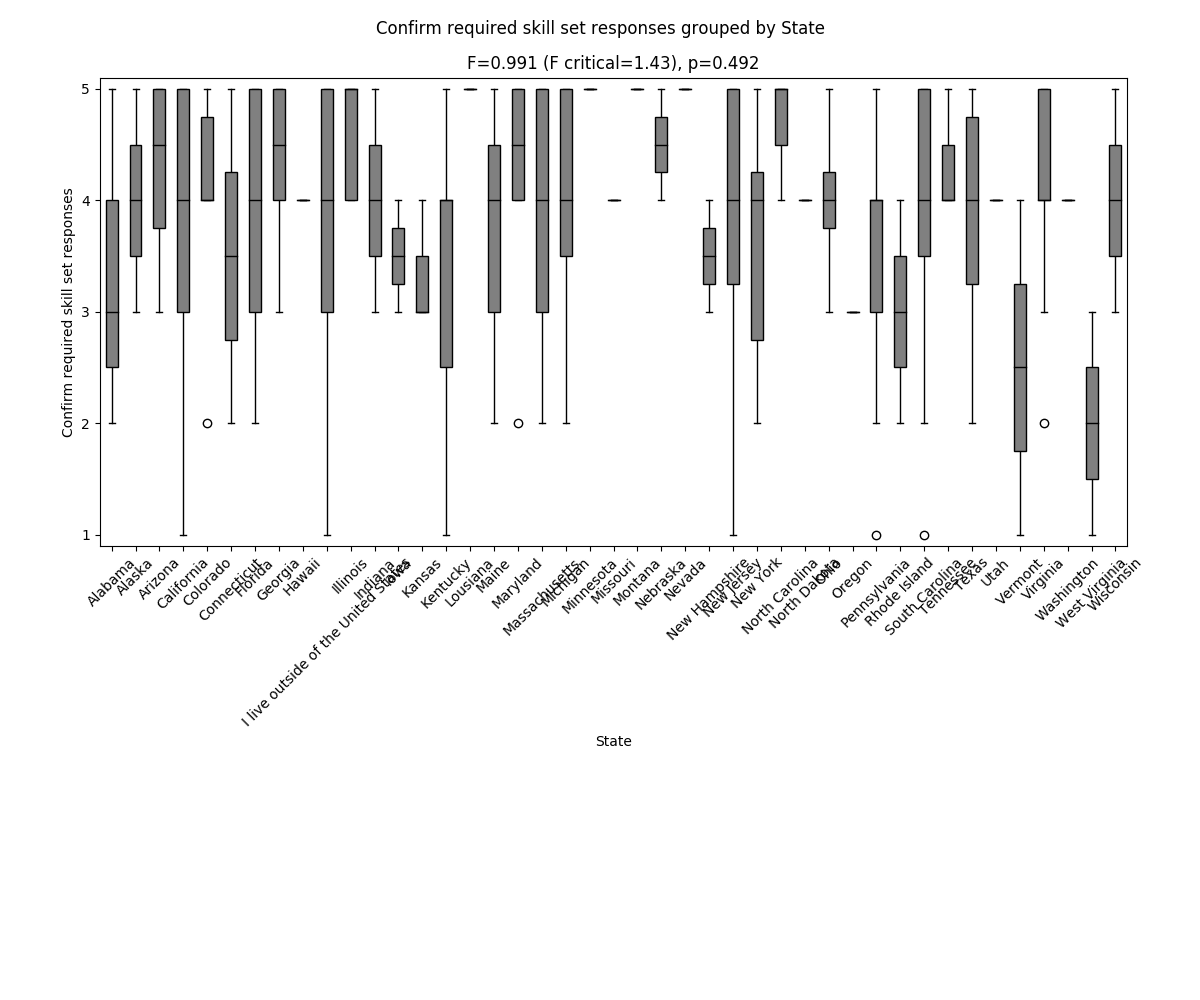 Confirm required skill set responses grouped by State
F=0.991 (F critical=1.43), p=0.492
Confirm required skill set responses
5
4
3
2
1
Alabama
Alaska
Arizona
California
Colorado
Connecticut
Florida
Georgia
Hawaii
I live outside of the United States
Illinois
Indiana
Iowa
Kansas
Kentucky
Lousiana
Maine
Maryland
Massachusetts
Michigan
Minnesota
Missouri
Montana
Nebraska
Nevada
New Hampshire
New Jersey
New York
North Carolina
North Dakota
Ohio
Oregon
Pennsylvania
Rhode Island
South Carolina
Tennessee
Texas
Utah
Vermont
Virginia
Washington
West Virginia
Wisconsin
State